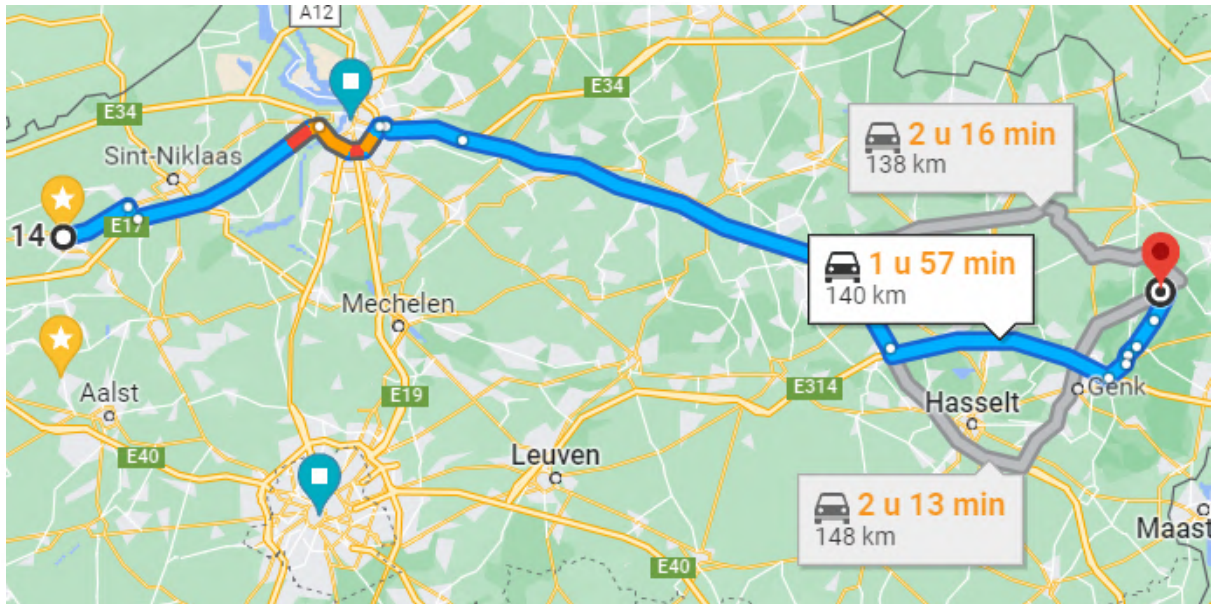 A12
E34
E34
Sint-Niklaas
2 u 16 min
138 km
14
E17
1 u 57 min
140 km
Mechelen
Aalst
E19
E314
Genk
Hasselt
E40
Leuven
2 u 13 min
148 km
Maast
E40